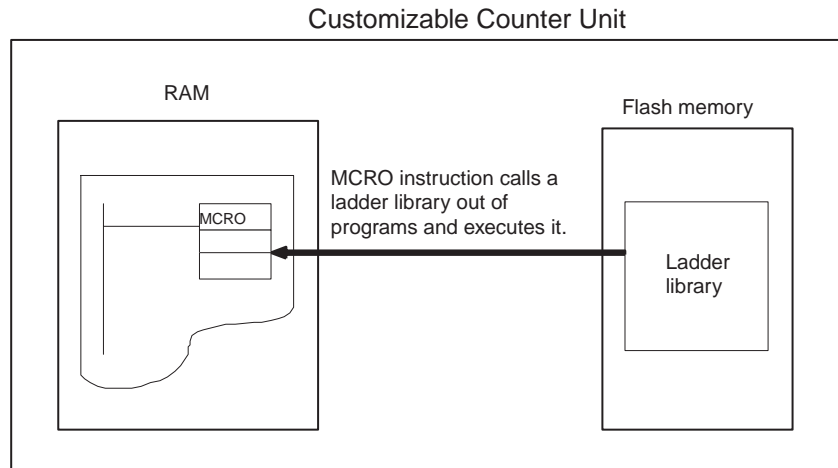 Customizable Counter Unit
RAM
Flash memory
MCRO instruction calls a
ladder library out of
programs and executes it.
MCRO
Ladder
library